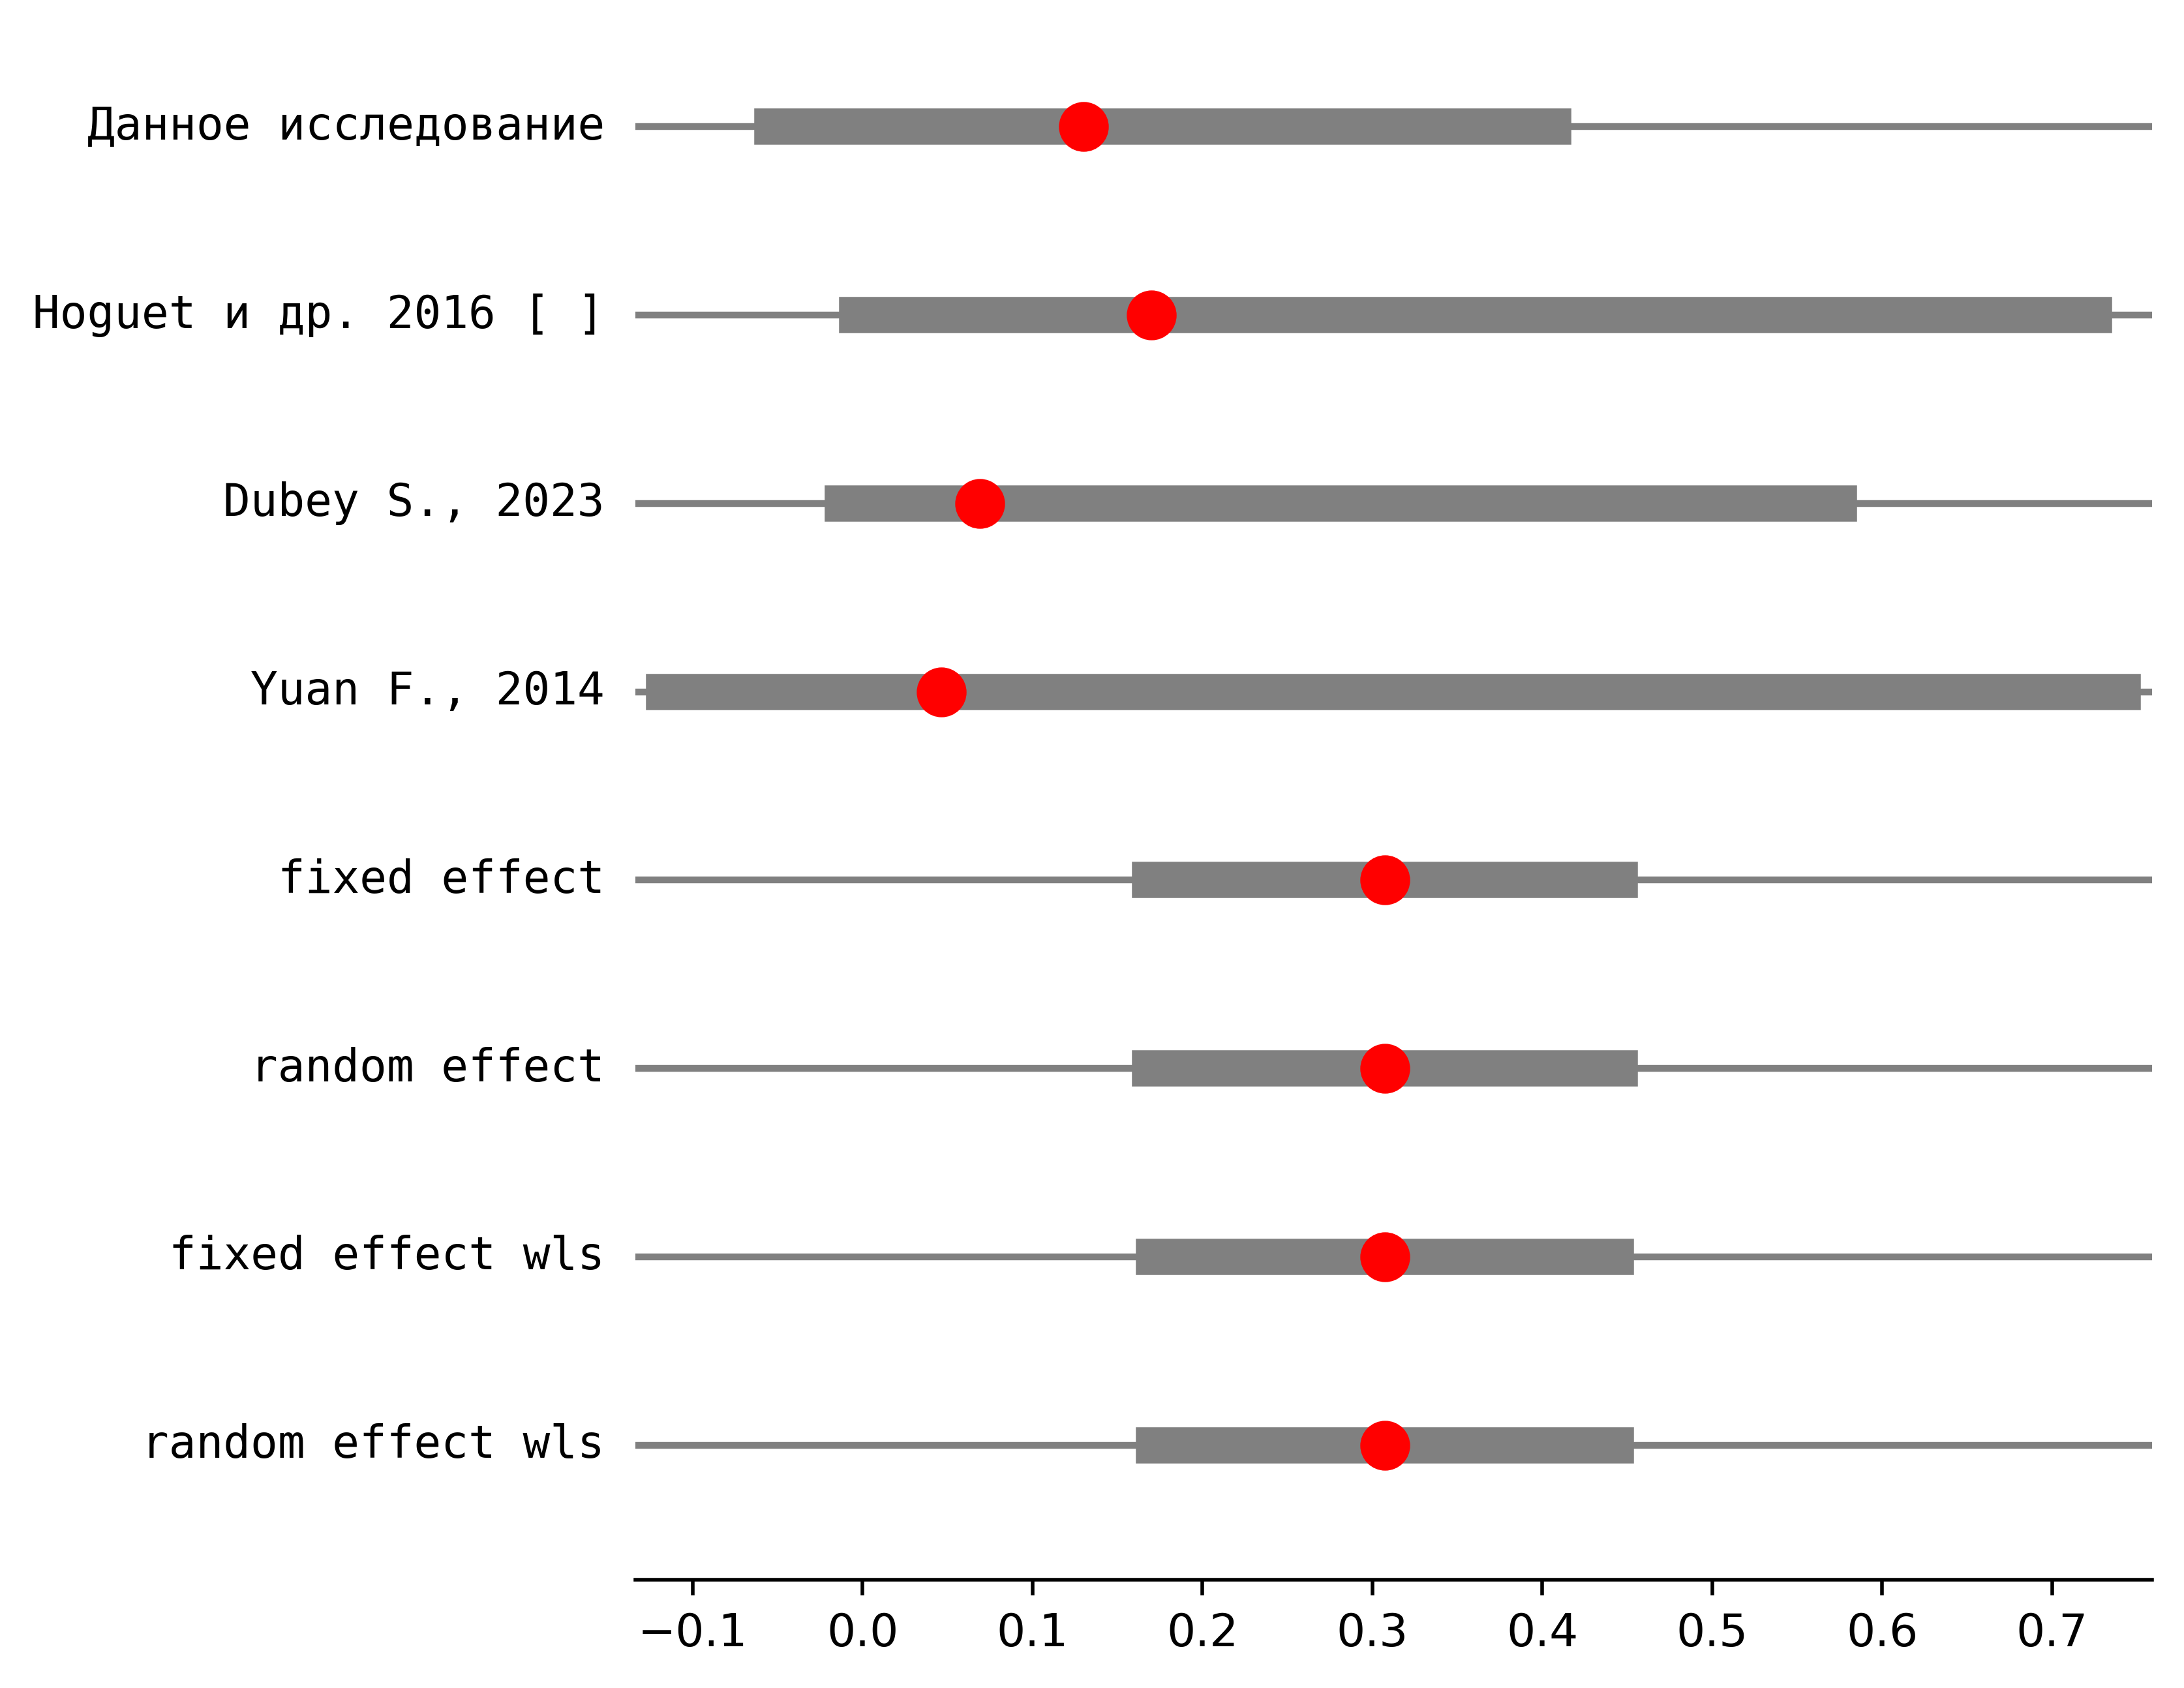 Данное исследование
Hoguet и др. 2016 [ ]
Dubey S., 2023
Yuan F., 2014
fixed effect
random effect
fixed effect wls
random effect wls
−0.1 0.0 0.1 0.2 0.3 0.4 0.5 0.6 0.7